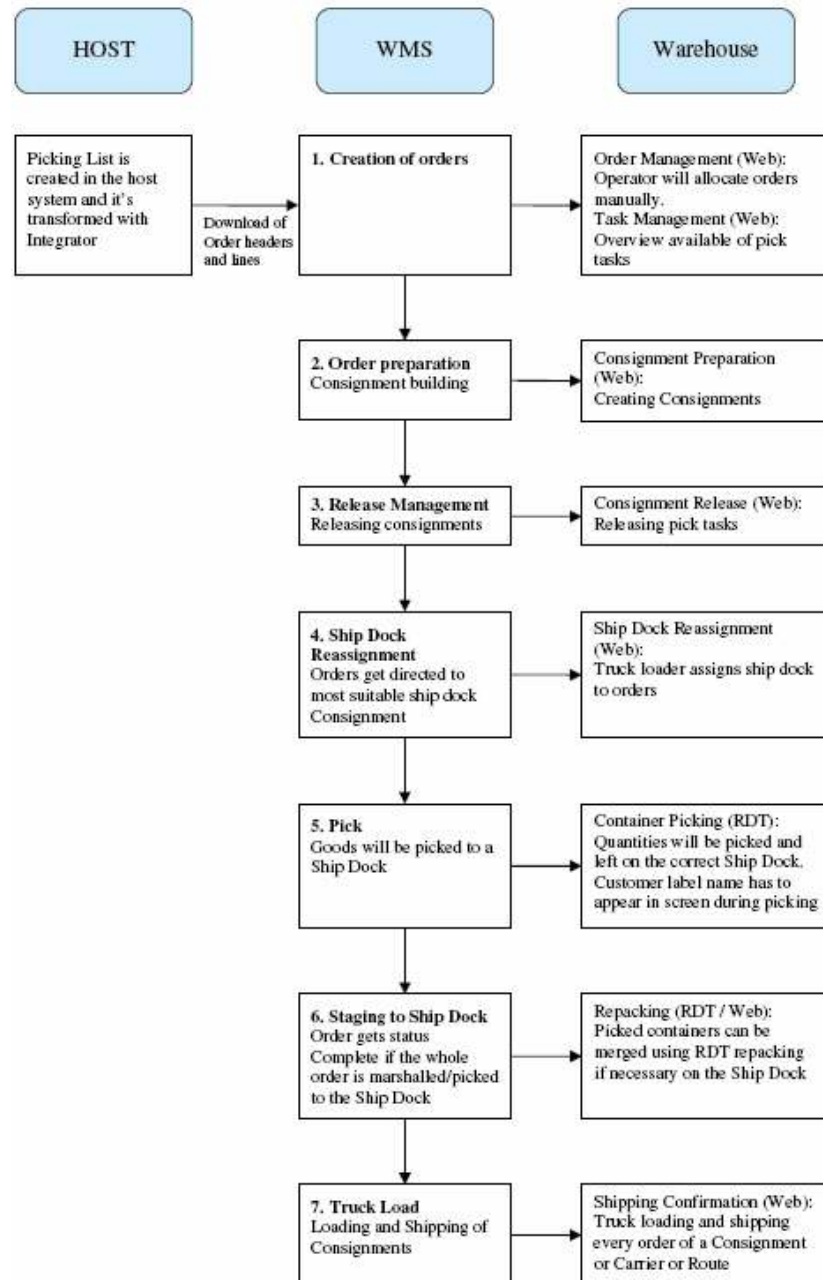 HOST
WMS
Warehouse
Picking List is
created in the host
system and it's
transformed with
Integrator
Download of
Order headers
and lines
1. Creation of orders
Order Management (Web):
Operator will allocate orders
manually.
Task Management (Web):
Overview available of pick
tasks
2. Order preparation
Consignment building
Consignment Preparation
(Web):
Creating Consignments
3. Release Management
Releasing consignments
Consignment Release (Web):
Releasing pick tasks
4. Ship Dock
Reassignment
Orders get directed to
most suitable ship dock
Consignment
Ship Dock Reassignment
(Web):
Truck loader assigns ship dock
to orders
5. Pick
Goods will be picked to a
Ship Dock
Container Picking (RDT):
Quantities will be picked and
left on the correct Ship Dock.
Customer label name has to
appear in screen during picking
6. Staging to Ship Dock
Order gets status
Complete if the whole
order is marshalled/picked
to the Ship Dock
Repacking (RDT / Web):
Picked containers can be
merged using RDT repacking
if necessary on the Ship Dock
7. Truck Load
Loading and Shipping of
Consignments
Shipping Confirmation (Web):
Truck loading and shipping
every order of a Consignment
or Carrier or Route